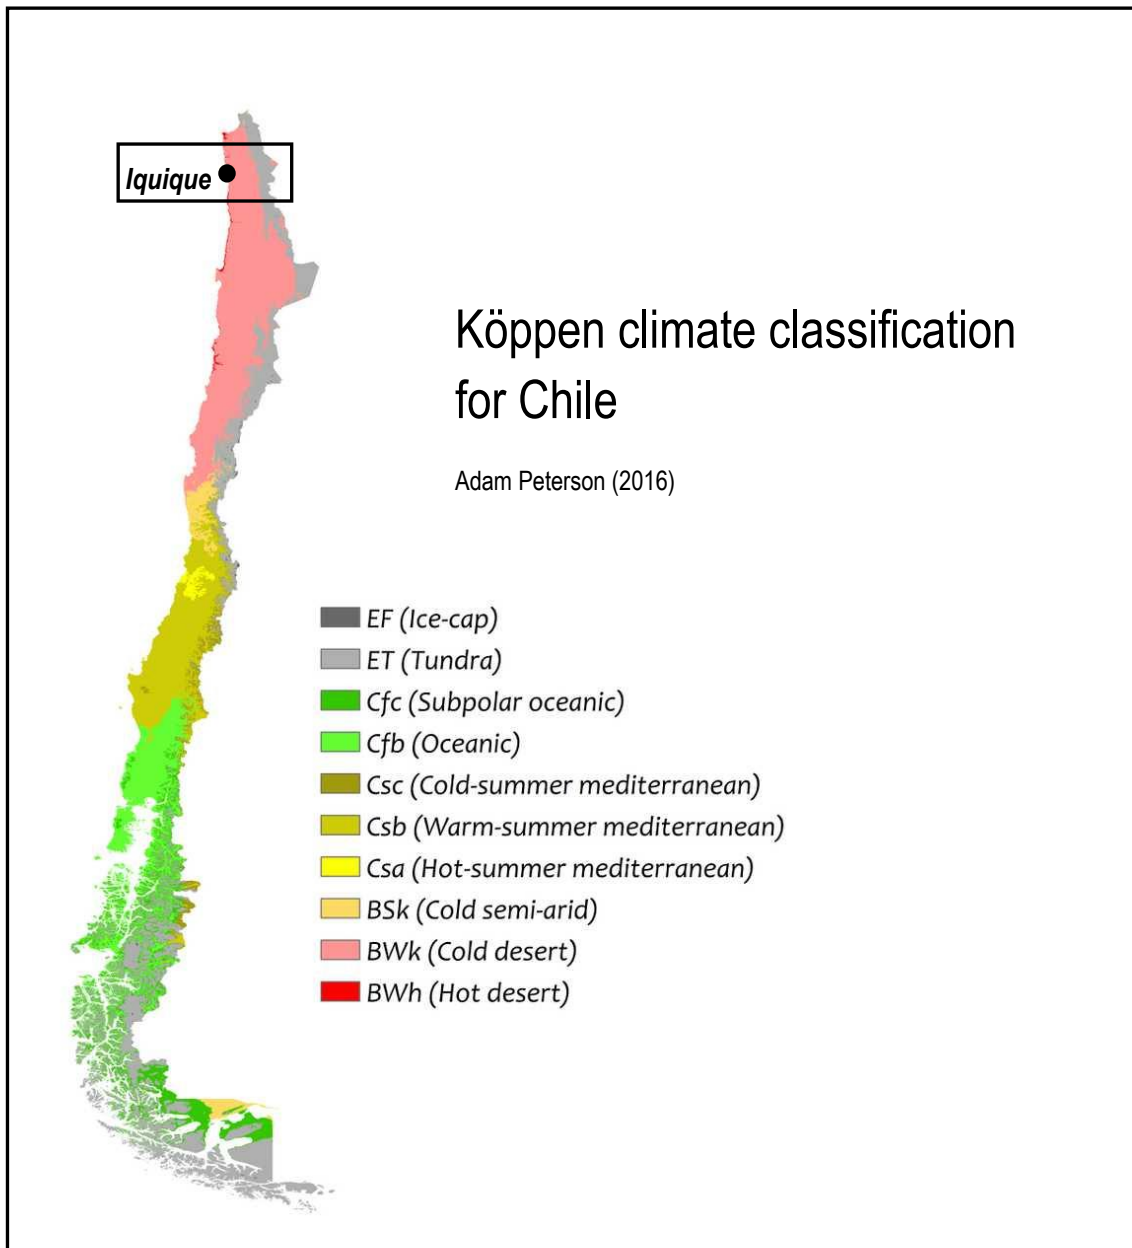 Iquique
Köppen climate classification
for Chile
Adam Peterson (2016)
EF (Ice-cap)
ET (Tundra)
Cfc (Subpolar oceanic)
Cfb (Oceanic)
Csc (Cold-summer mediterranean)
Csb (Warm-summer mediterranean)
Csa (Hot-summer mediterranean)
BSk (Cold semi-arid)
BWk (Cold desert)
BWh (Hot desert)